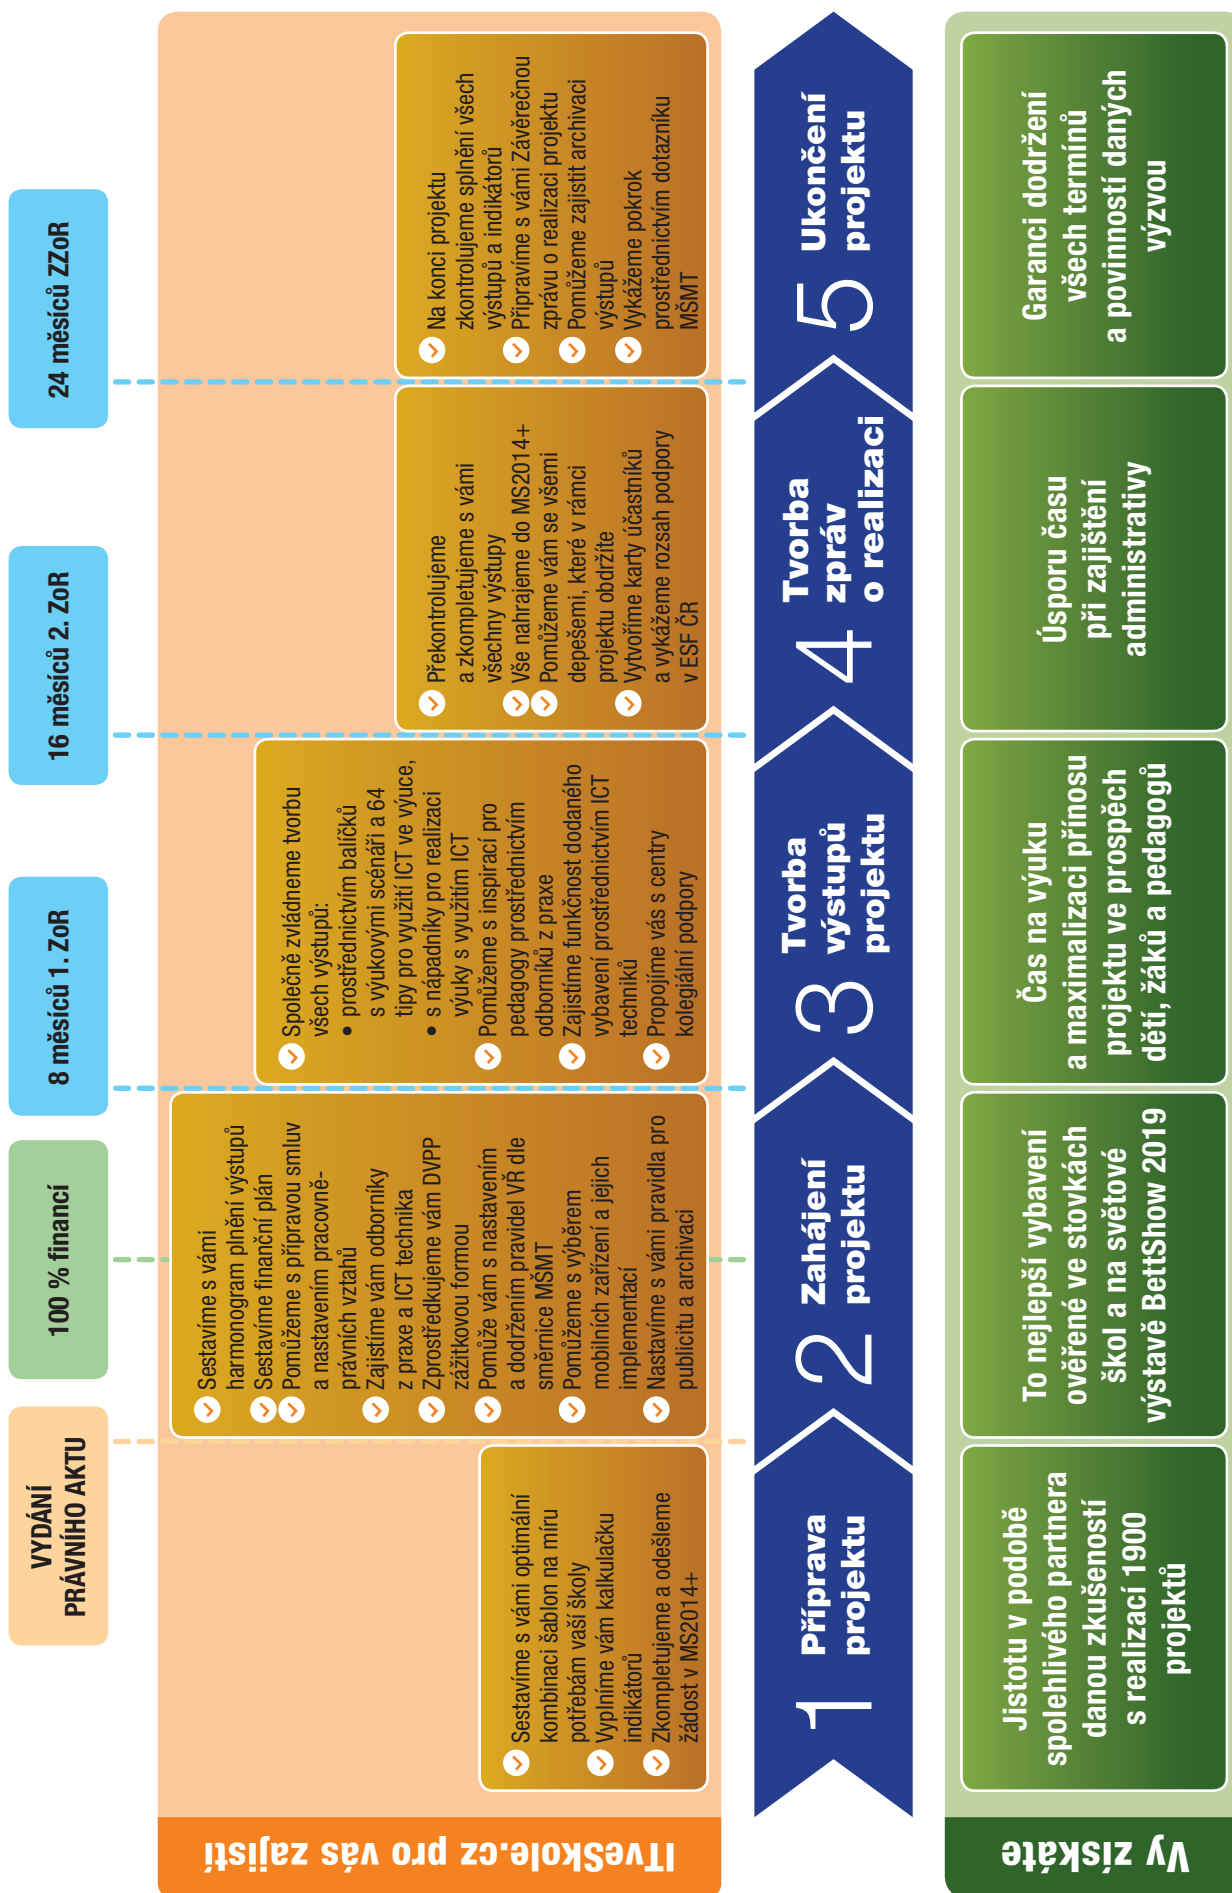 VYDÁNÍ
PRÁVNÍHO AKTU
100 % financí
8 měsíců 1. ZoR
16 měsíců 2. ZoR
24 měsíců ZZoR
ITveSkole.cz pro vás zajistí
Sestavíme s vámi optimální
kombinaci šablon na míru
potřebám vaší školy
Vyplníme vám kalkulačku
indikátorů
Zkompletujeme a odešleme
žádost v MS2014+
Sestavíme s vámi
harmonogram plnění výstupů
Sestavíme finanční plán
Pomůžeme s přípravou smluv
a nastavením pracovně-
právních vztahů
Zajistíme vám odborníky
z praxe a ICT technika
Zprostředkujeme vám DVPP
zážitkovou formou
Pomůže vám s nastavením
a dodržením pravidel VŘ dle
směrnice MŠMT
Pomůžeme s výběrem
mobilních zařízení a jejich
implementací
Nastavíme s vámi pravidla pro
publicitu a archivaci
Společně zvládneme tvorbu
všech výstupů:
• prostřednictvím balíčků
s výukovými scénáři a 64
tipy pro využití ICT ve výuce,
• s nápadníky pro realizaci
výuky s využitím ICT
Pomůžeme s inspirací pro
pedagogy prostřednictvím
odborníků z praxe
Zajistíme funkčnost dodaného
vybavení prostřednictvím ICT
techniků
Propojíme vás s centry
kolegiální podpory
Překontrolujeme
a zkompletujeme s vámi
všechny výstupy
Vše nahrajeme do MS2014+
Pomůžeme vám se všemi
depešemi, které v rámci
projektu obdržíte
Vytvoříme karty účastníků
a vykážeme rozsah podpory
v ESF ČR
Na konci projektu
zkontrolujeme splnění všech
výstupů a indikátorů
Připravíme s vámi Závěrečnou
zprávu o realizaci projektu
Pomůžeme zajistit archivaci
výstupů
Vykážeme pokrok
prostřednictvím dotazníku
MŠMT
1 Příprava
projektu
2 Zahájení
projektu
3 Tvorba
výstupů
projektu
4 Tvorba
zpráv
o realizaci
5 Ukončení
projektu
Vy získáte
Jistotu v podobě
spolehlivého partnera
danou zkušeností
s realizací 1900
projektů
To nejlepší vybavení
ověřené ve stovkách
škol a na světové
výstavě BettShow 2019
Čas na výuku
a maximalizaci přínosu
projektu ve prospěch
dětí, žáků a pedagogů
Úsporu času
při zajištění
administrativy
Garanci dodržení
všech termínů
a povinností daných
výzvou